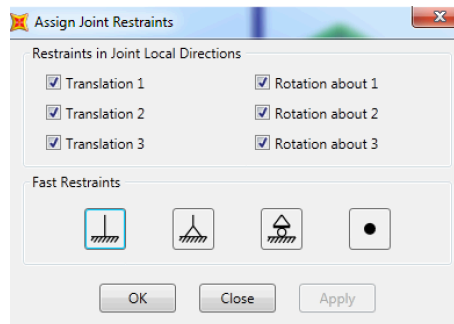 Assign Joint Restraints
Restraints in Joint Local Directions
Translation 1 Rotation about 1
Translation 2 Rotation about 2
Translation 3 Rotation about 3
Fast Restraints
OK Close Apply